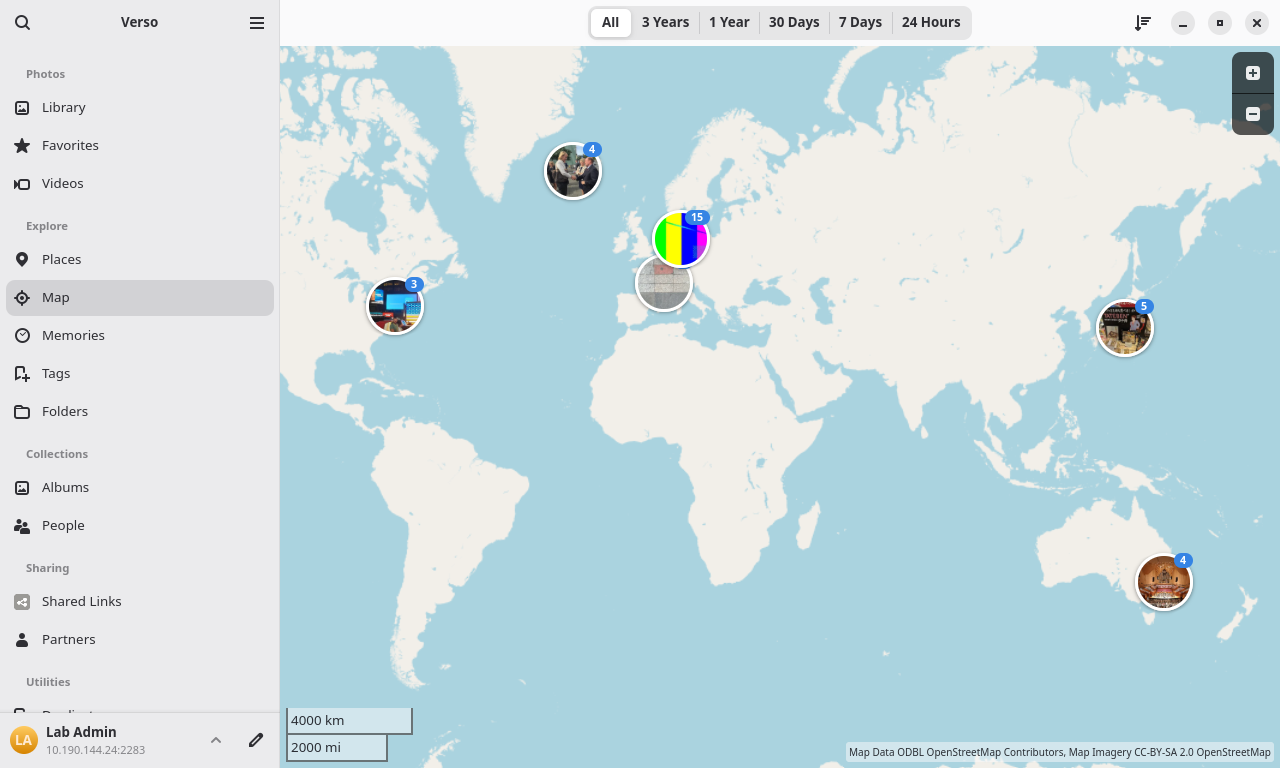 Verso
All
3 Years
1 Year
30 Days
7 Days
24 Hours
Photos
Library
Favorites
Videos
Explore
Places
Map
Memories
Tags
Folders
Collections
Albums
People
Sharing
Shared Links
Partners
Utilities
LA
Lab Admin
10.190.144.24:2283
4
15
3
5
4
4000 km
2000 mi
Map Data ODBL OpenStreetMap Contributors, Map Imagery CC-BY-SA 2.0 OpenStreetMap